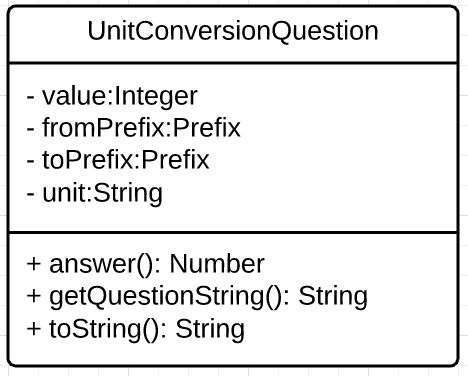 UnitConversionQuestion
- value:Integer
- fromPrefix:Prefix
- toPrefix:Prefix
- unit:String
+ answer(): Number
+ getQuestionString(): String
+ toString(): String